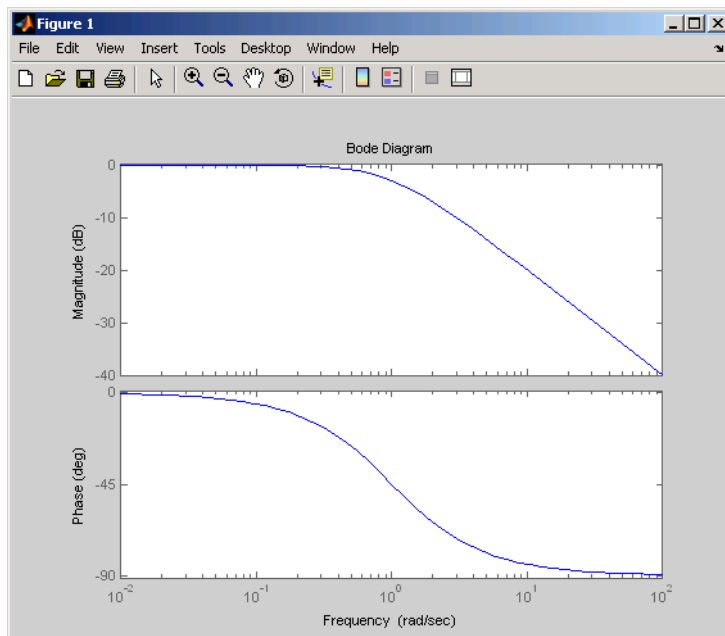 Figure 1
File Edit View Insert Tools Desktop Window Help
Bode Diagram
Magnitude (dB)
0
-10
-20
-30
-40
Phase (deg)
0
-45
-90
10^-2 10^-1 10^0 10^1 10^2
Frequency (rad/sec)